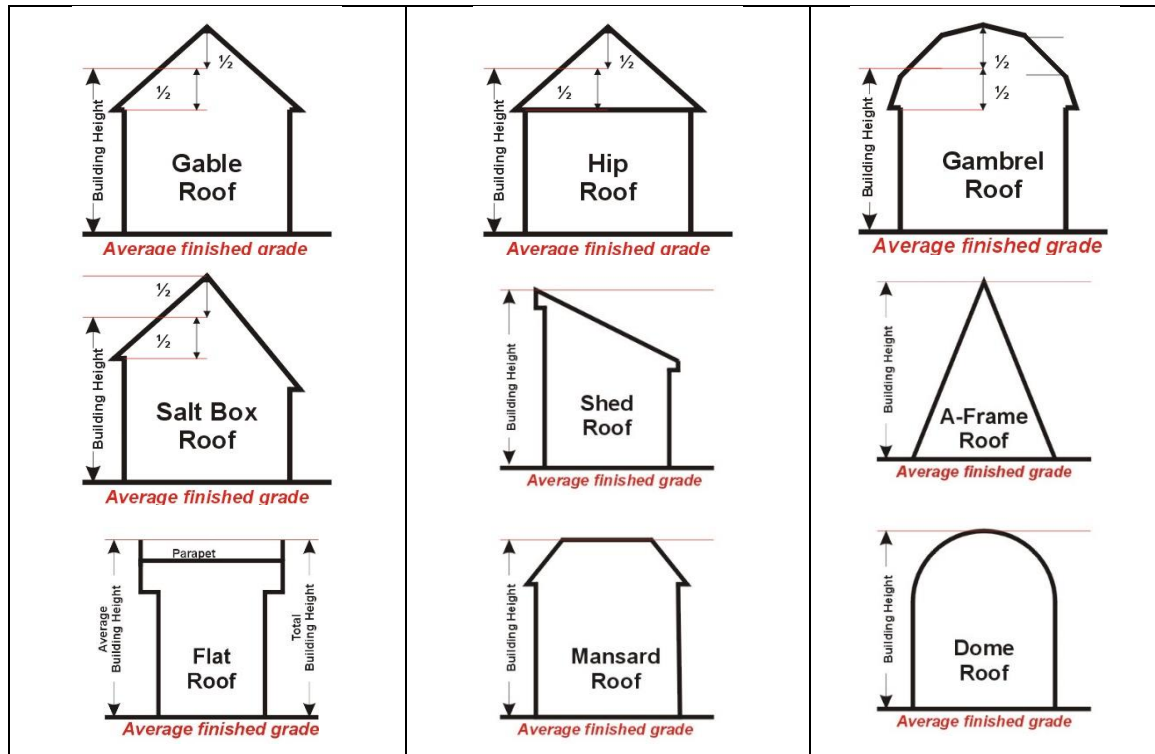 ½
½
Building Height
Gable
Roof
Average finished grade
½
½
Building Height
Hip
Roof
Average finished grade
½
½
Building Height
Gambrel
Roof
Average finished grade
½
½
Building Height
Salt Box
Roof
Average finished grade
Building Height
Shed
Roof
Average finished grade
Building Height
A-Frame
Roof
Average finished grade
Parapet
Average
Building Height
Total
Building Height
Flat
Roof
Average finished grade
Building Height
Mansard
Roof
Average finished grade
Building Height
Dome
Roof
Average finished grade